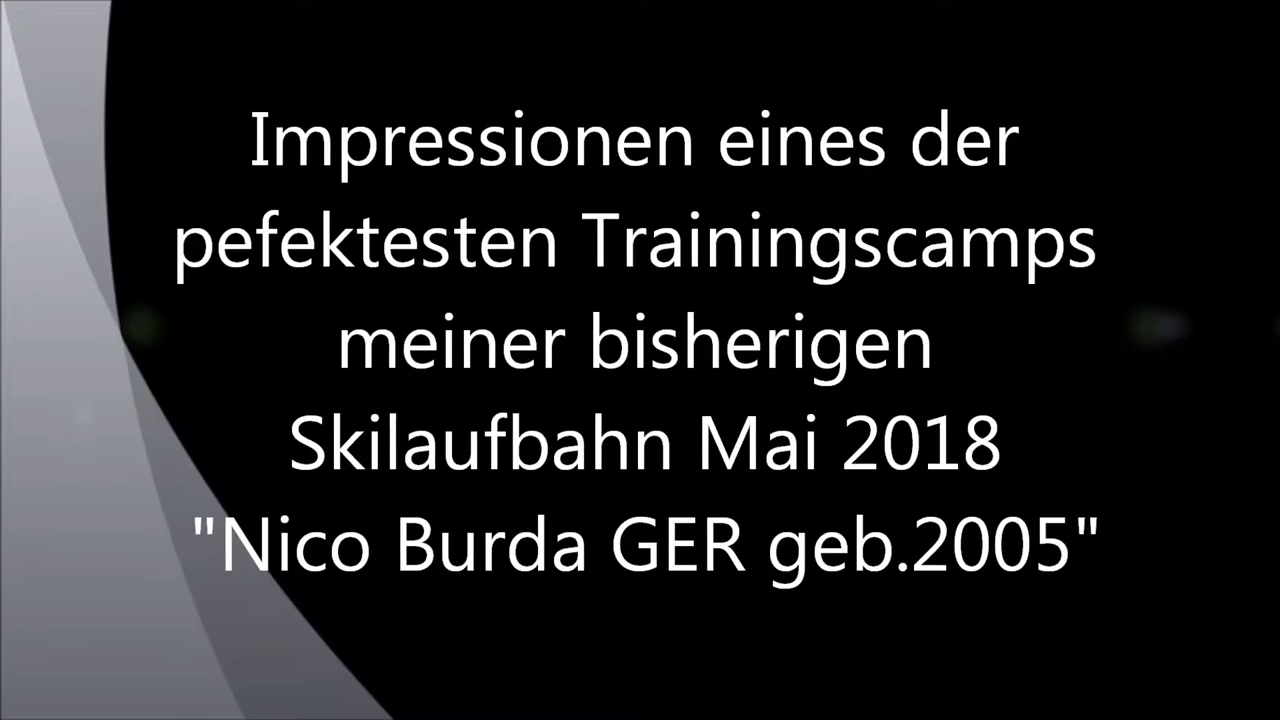 Impressionen eines der
pefektesten Trainingscamps
meiner bisherigen
Skilaufbahn Mai 2018
"Nico Burda GER geb.2005"